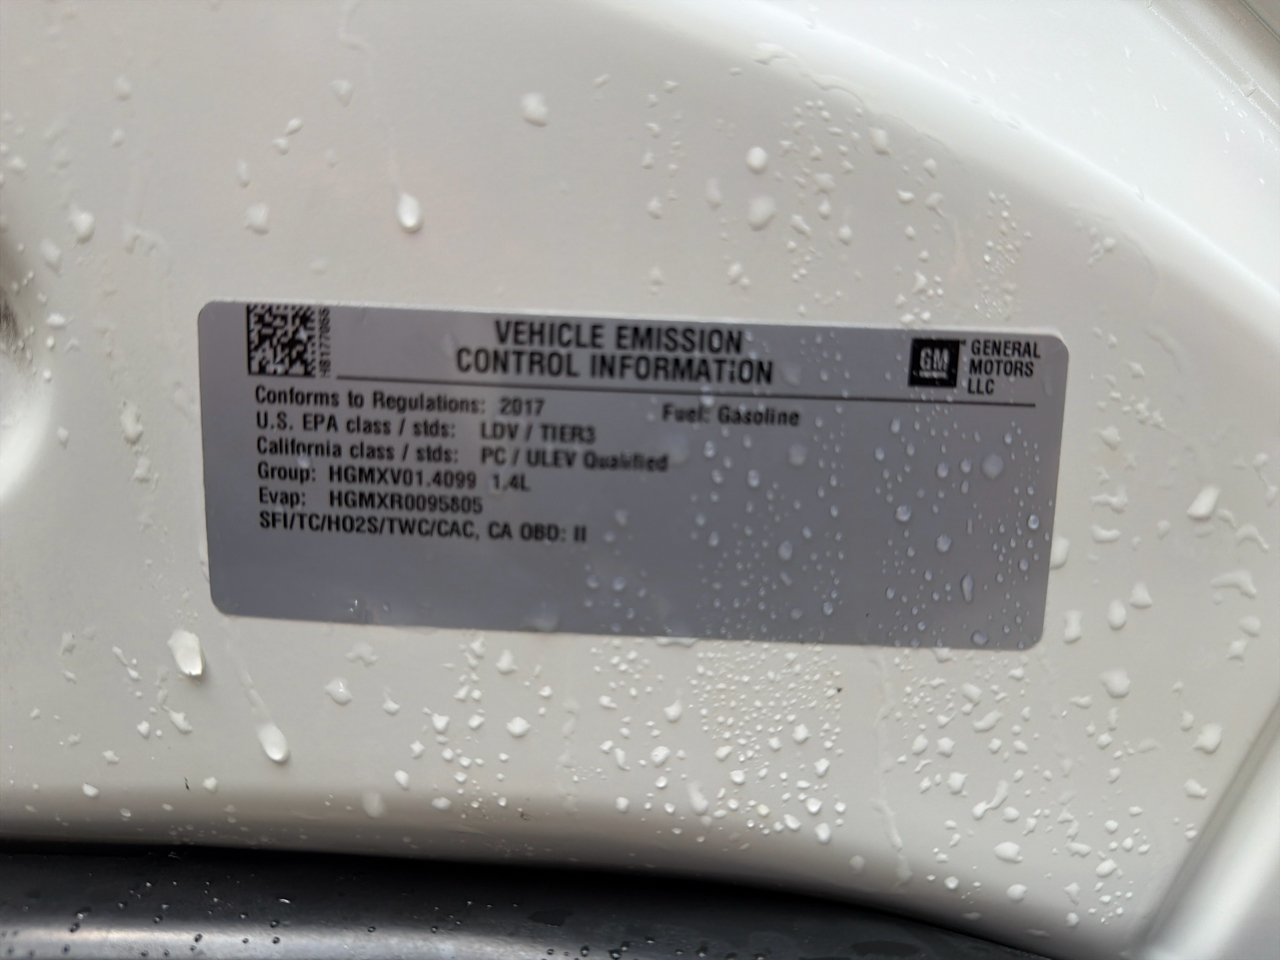 VEHICLE EMISSION
CONTROL INFORMATION
GM
GENERAL
MOTORS
LLC
Conforms to Regulations: 2017 Fuel: Gasoline
U.S. EPA class / stds: LDV / TIER3
California class / stds: PC / ULEV Qualified
Group: HGMXV01.4099 1.4L
Evap: HGMXR0095805
SFI/TC/HO2S/TWC/CAC, CA OBD: II